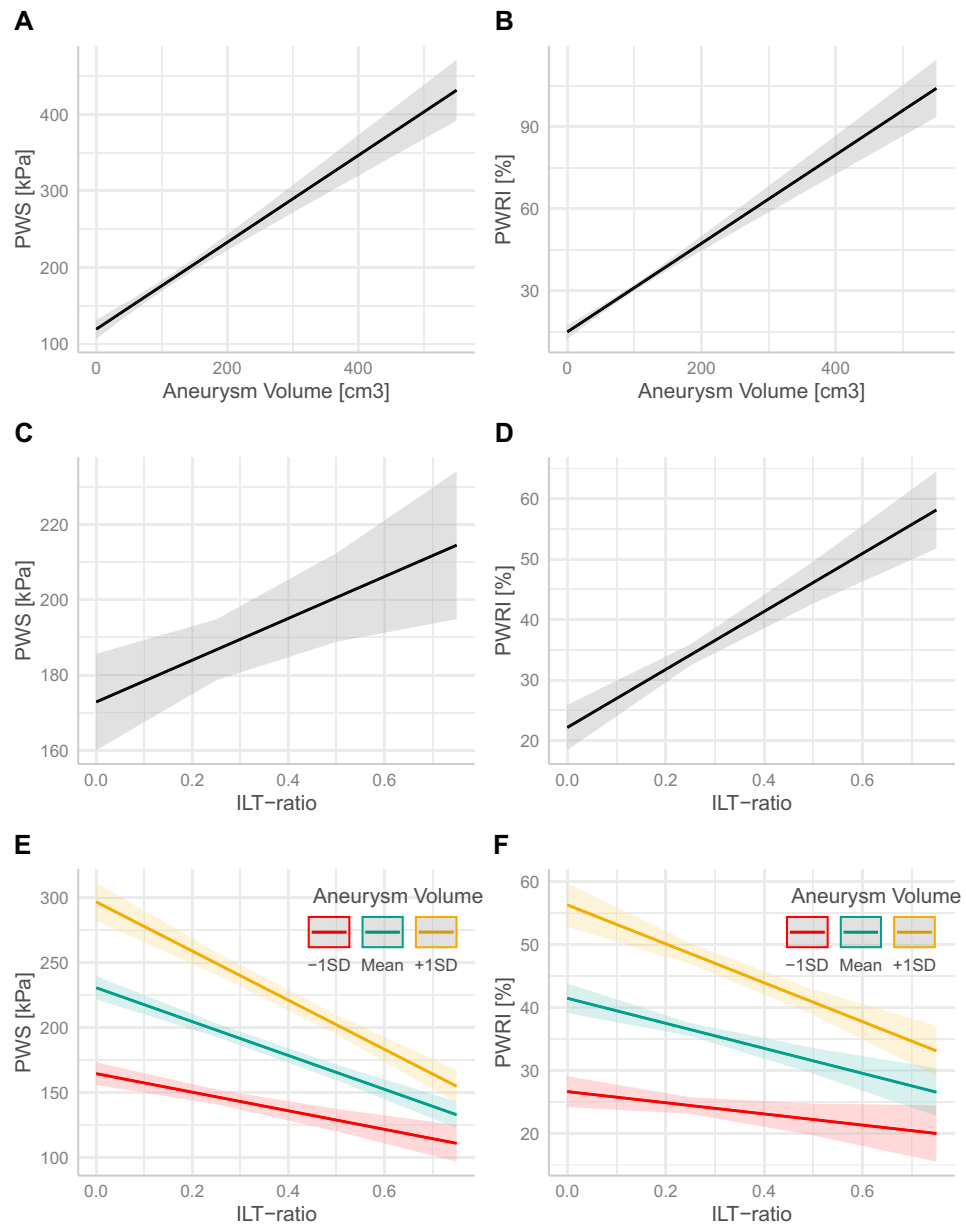 A
PWS [kPa]
400
300
200
100
0 200 400
Aneurysm Volume [cm3]
B
PWRI [%]
90
60
30
0 200 400
Aneurysm Volume [cm3]
C
PWS [kPa]
220
200
180
160
0.0 0.2 0.4 0.6
ILT−ratio
D
PWRI [%]
60
50
40
30
20
0.0 0.2 0.4 0.6
ILT−ratio
E
PWS [kPa]
300
250
200
150
100
Aneurysm Volume
−1SD Mean +1SD
0.0 0.2 0.4 0.6
ILT−ratio
F
PWRI [%]
60
50
40
30
20
Aneurysm Volume
−1SD Mean +1SD
0.0 0.2 0.4 0.6
ILT−ratio